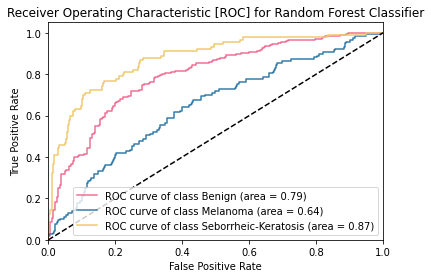 Receiver Operating Characteristic [ROC] for Random Forest Classifier
1.0
0.8
0.6
0.4
0.2
0.0
True Positive Rate
ROC curve of class Benign (area = 0.79)
ROC curve of class Melanoma (area = 0.64)
ROC curve of class Seborrheic-Keratosis (area = 0.87)
0.0 0.2 0.4 0.6 0.8 1.0
False Positive Rate